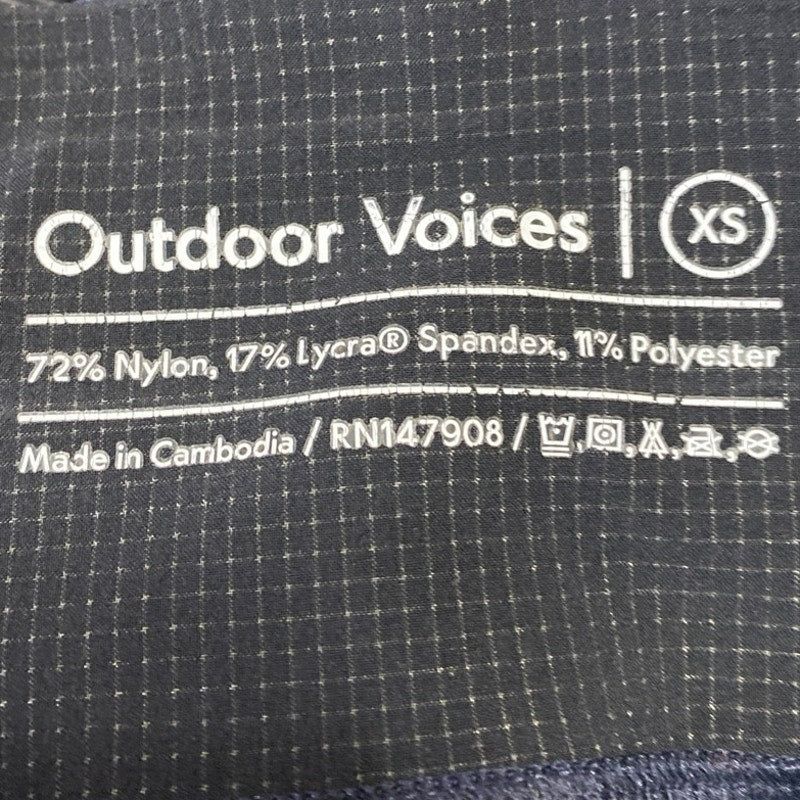 Outdoor Voices | XS
72% Nylon, 17% Lycra® Spandex, 11% Polyester
Made in Cambodia / RN147908 /